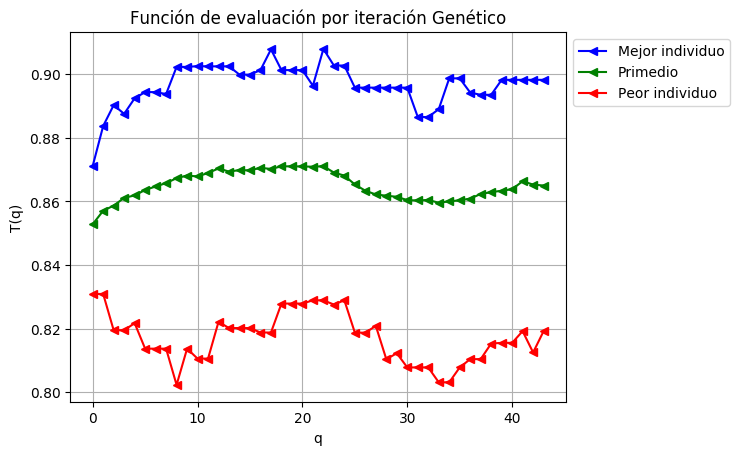 Función de evaluación por iteración Genético
T(q)
0.90
0.88
0.86
0.84
0.82
0.80
0
10
20
30
40
q
Mejor individuo
Primedio
Peor individuo